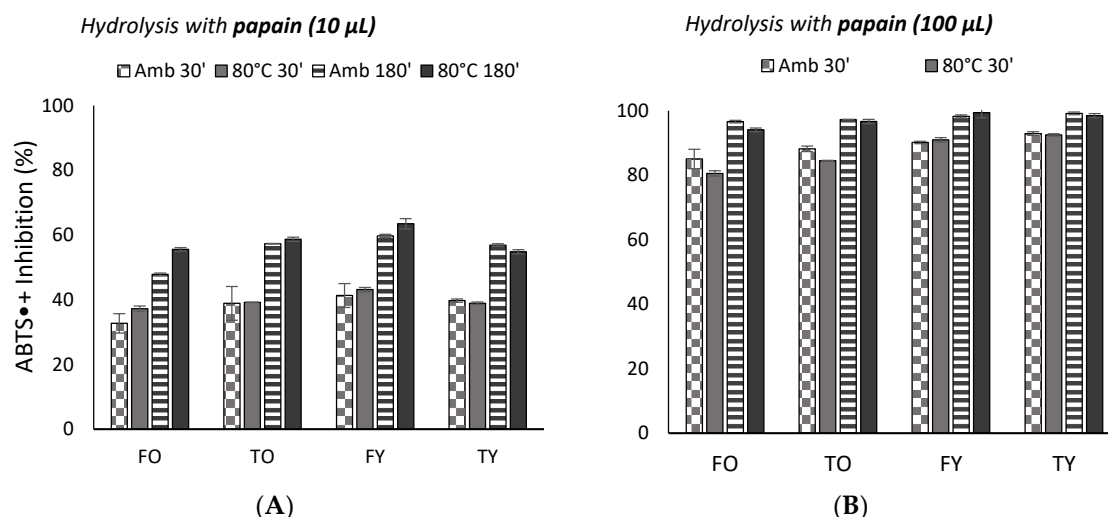 Hydrolysis with papain (10 µL)
Amb 30' 80°C 30' Amb 180' 80°C 180'
ABTS●+ Inhibition (%)
100
80
60
40
20
0
FO TO FY TY
(A)
Hydrolysis with papain (100 µL)
Amb 30' 80°C 30'
100
80
60
40
20
0
FO TO FY TY
(B)